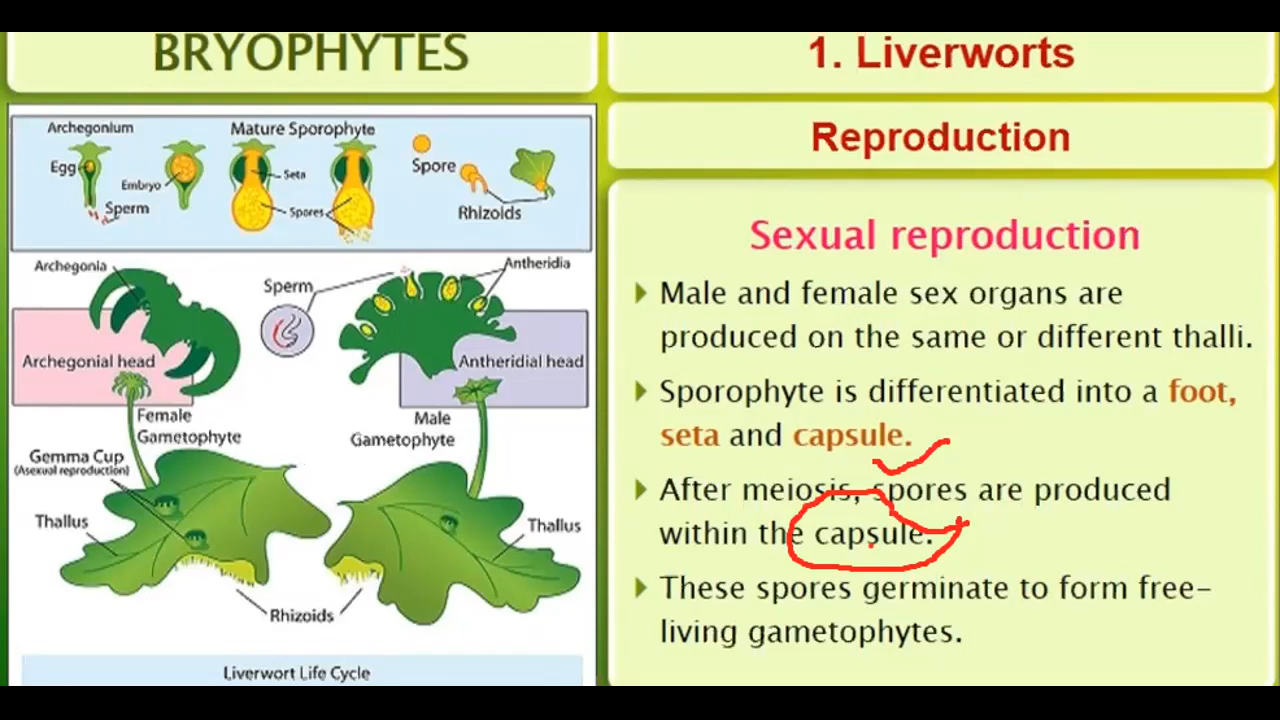 BRYOPHYTES
Archegonium
Mature Sporophyte
Egg
Embryo
Sperm
Seta
Spores
Spore
Rhizoids
Archegonia
Sperm
Antheridia
Archegonial head
Antheridial head
Female
Gametophyte
Male
Gametophyte
Gemma Cup
(Asexual reproduction)
Thallus
Thallus
Rhizoids
Liverwort Life Cycle
1. Liverworts
Reproduction
Sexual reproduction
Male and female sex organs are
produced on the same or different thalli.
Sporophyte is differentiated into a foot,
seta and capsule.
After meiosis, spores are produced
within the capsule.
These spores germinate to form free-
living gametophytes.